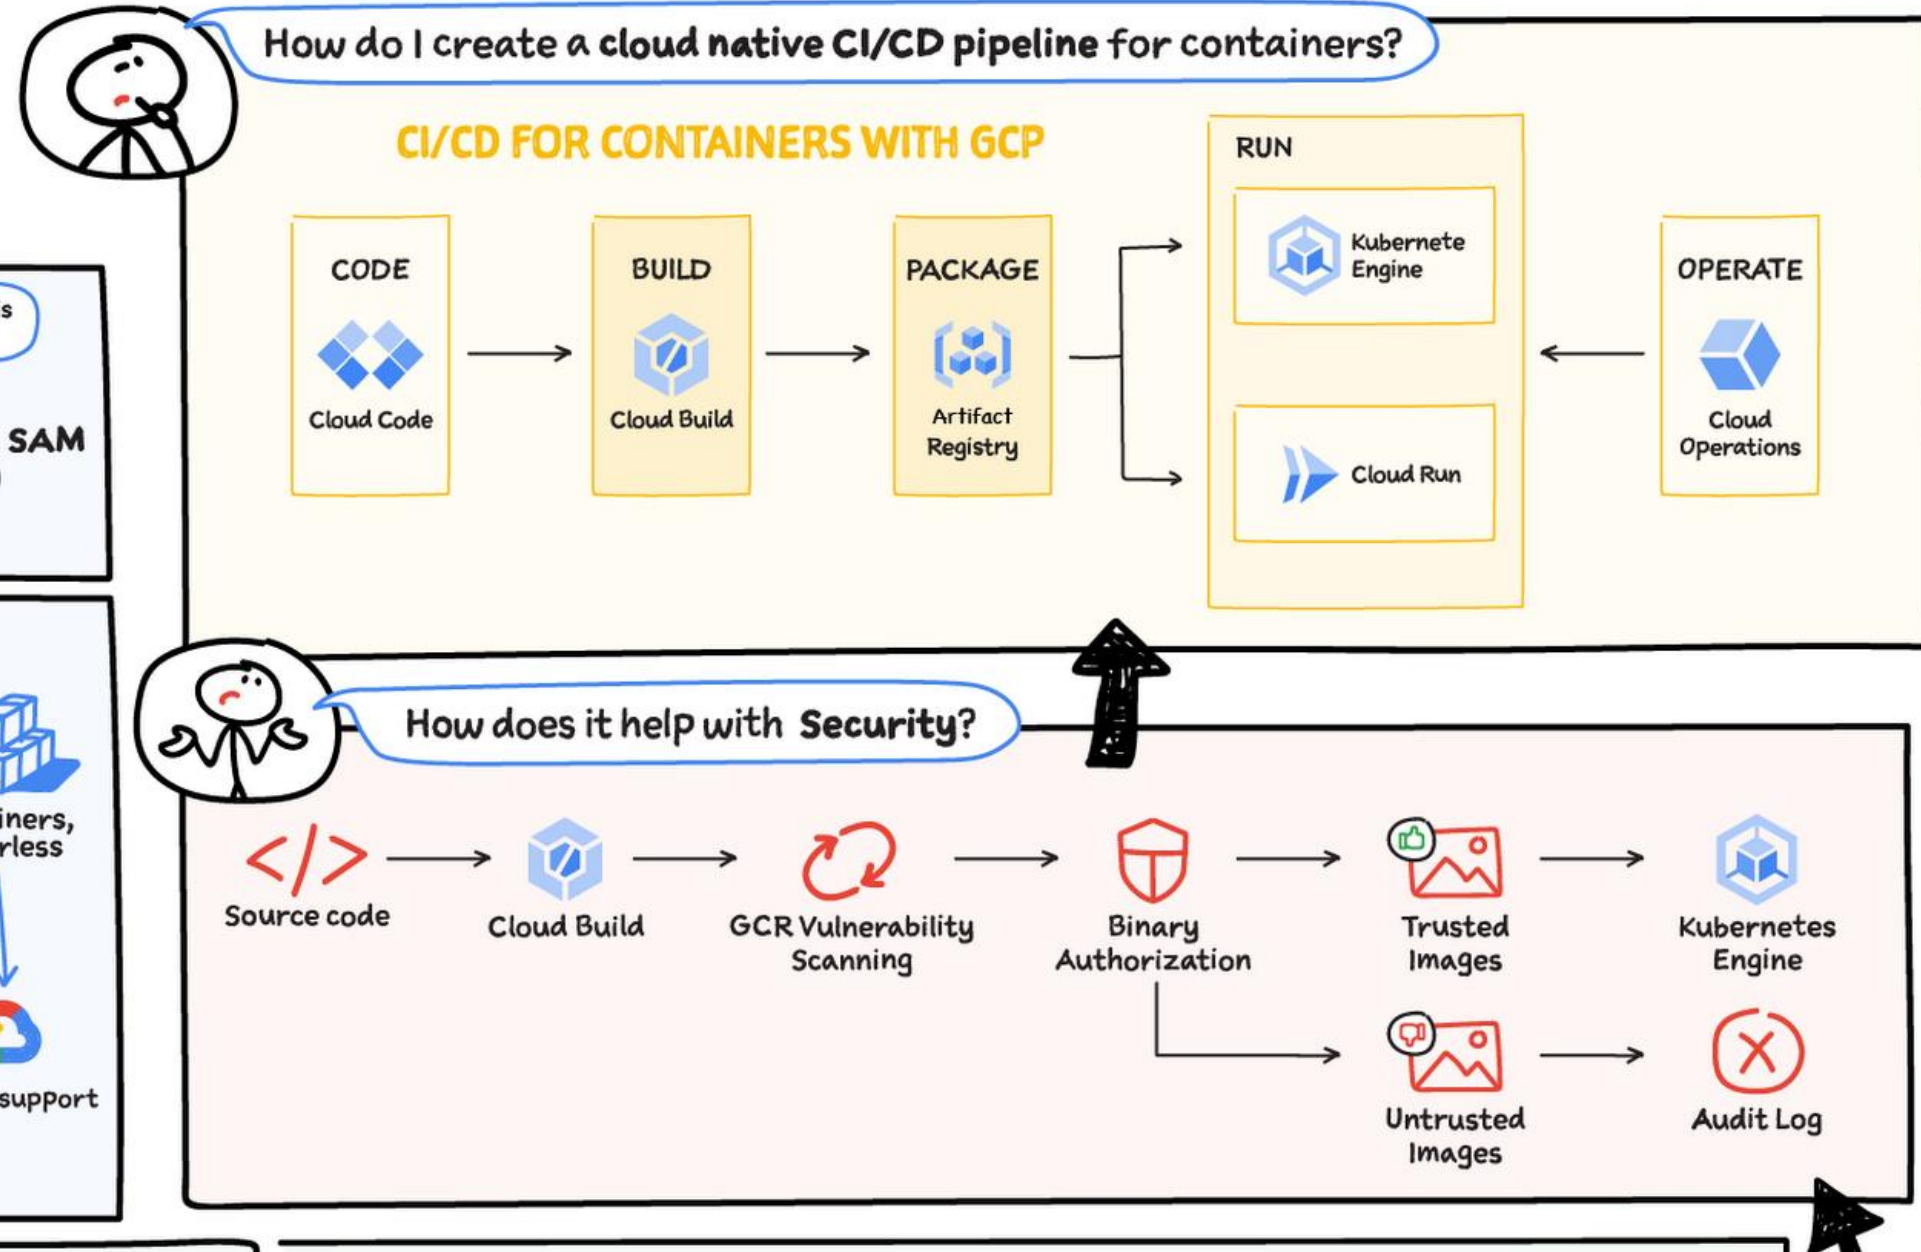 How do I create a cloud native CI/CD pipeline for containers?
CI/CD FOR CONTAINERS WITH GCP
CODE
Cloud Code
BUILD
Cloud Build
PACKAGE
Artifact
Registry
RUN
Kubernete
Engine
Cloud Run
OPERATE
Cloud
Operations
SAM
support
How does it help with Security?
Source code
Cloud Build
GCR Vulnerability
Scanning
Binary
Authorization
Trusted
Images
Kubernetes
Engine
Untrusted
Images
Audit Log